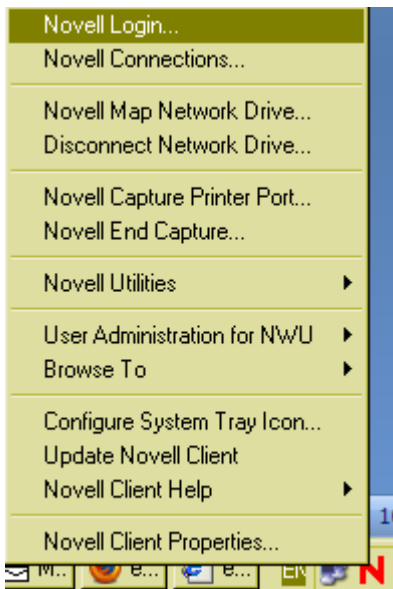 Novell Login...
Novell Connections...
Novell Map Network Drive...
Disconnect Network Drive...
Novell Capture Printer Port...
Novell End Capture...
Novell Utilities
User Administration for NWU
Browse To
Configure System Tray Icon...
Update Novell Client
Novell Client Help
Novell Client Properties...
M... e... e... EN N